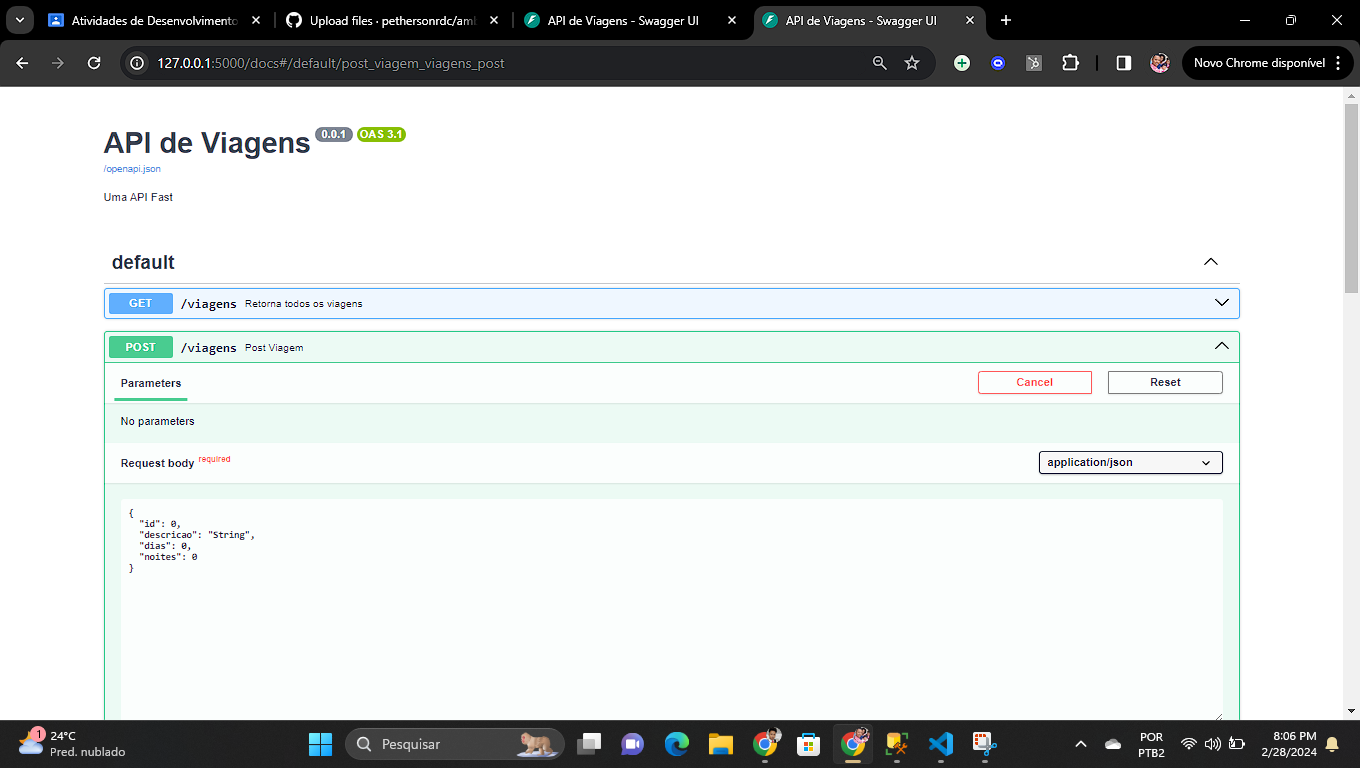 Atividades de Desenvolvimento
Upload files · pethersonrdc/aml
API de Viagens - Swagger UI
API de Viagens - Swagger UI
127.0.0.1:5000/docs#/default/post_viagem_viagens_post
Novo Chrome disponível
API de Viagens 0.0.1 OAS 3.1
/openapi.json
Uma API Fast
default
GET /viagens Retorna todos os viagens
POST /viagens Post Viagem
Parameters
Cancel
Reset
No parameters
Request body required
application/json
{
"id": 0,
"descricao": "String",
"dias": 0,
"noites": 0
}
1
24°C
Pred. nublado
Pesquisar
POR
PTB2
8:06 PM
2/28/2024